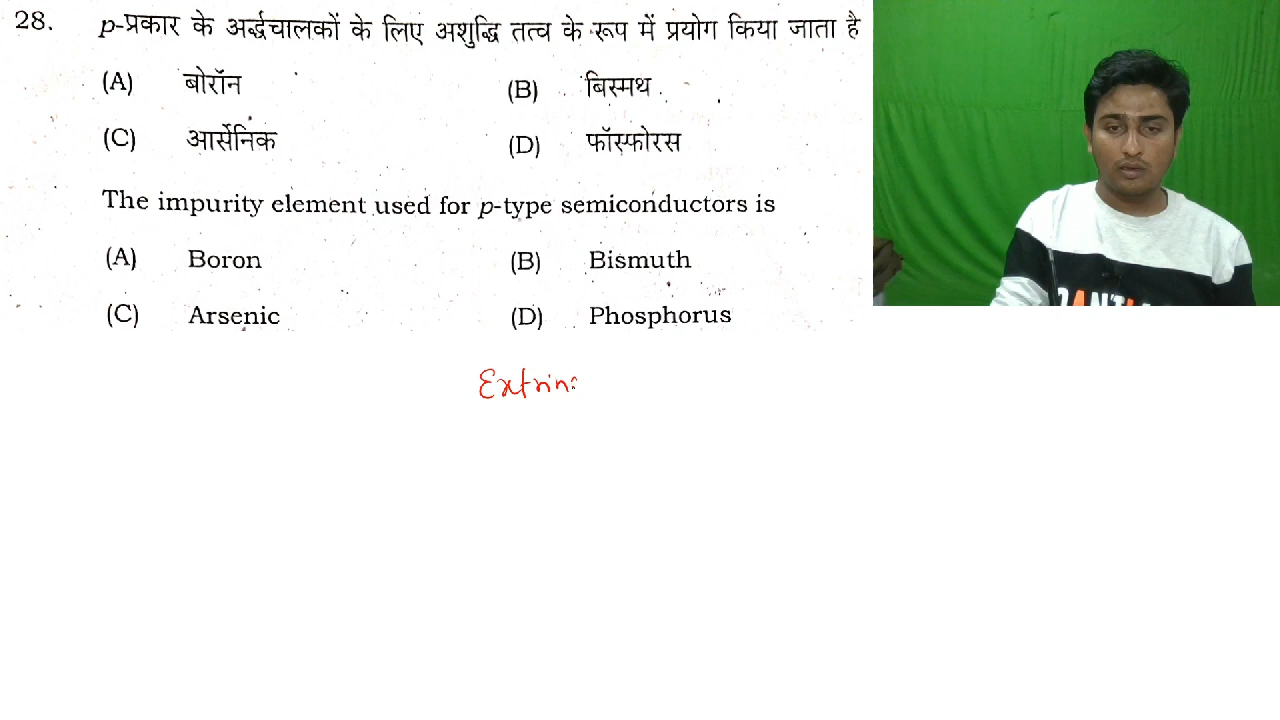 28. p-प्रकार के अर्द्धचालकों के लिए अशुद्धि तत्व के रूप में प्रयोग किया जाता है
(A) बोरॉन (B) बिस्मथ
(C) आर्सेनिक (D) फॉस्फोरस
The impurity element used for p-type semiconductors is
(A) Boron (B) Bismuth
(C) Arsenic (D) Phosphorus
Extrin